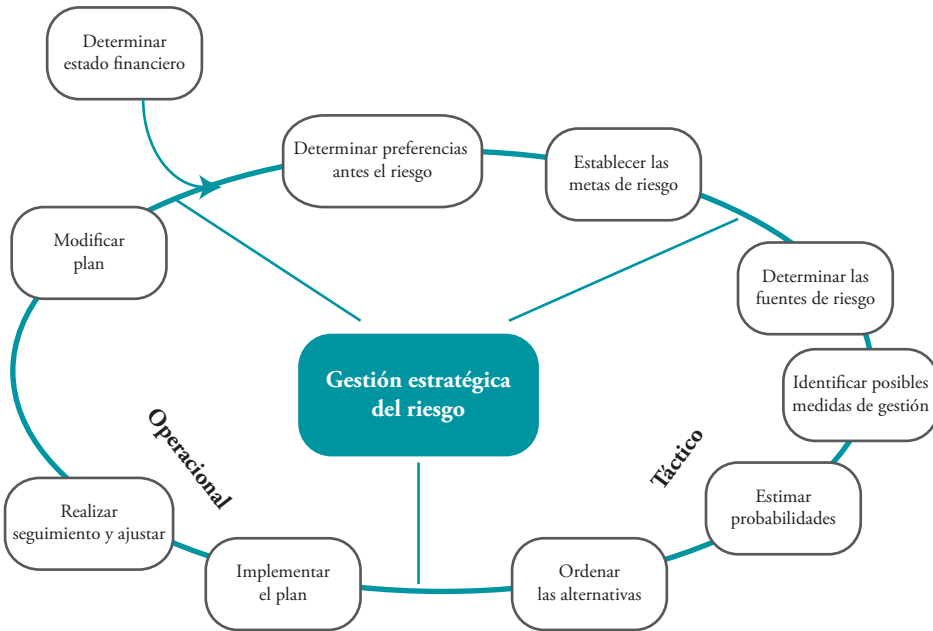 Determinar
estado financiero
Determinar preferencias
antes el riesgo
Establecer las
metas de riesgo
Modificar
plan
Determinar las
fuentes de riesgo
Gestión estratégica
del riesgo
Identificar posibles
medidas de gestión
Operacional
Táctico
Realizar
seguimiento y ajustar
Estimar
probabilidades
Implementar
el plan
Ordenar
las alternativas